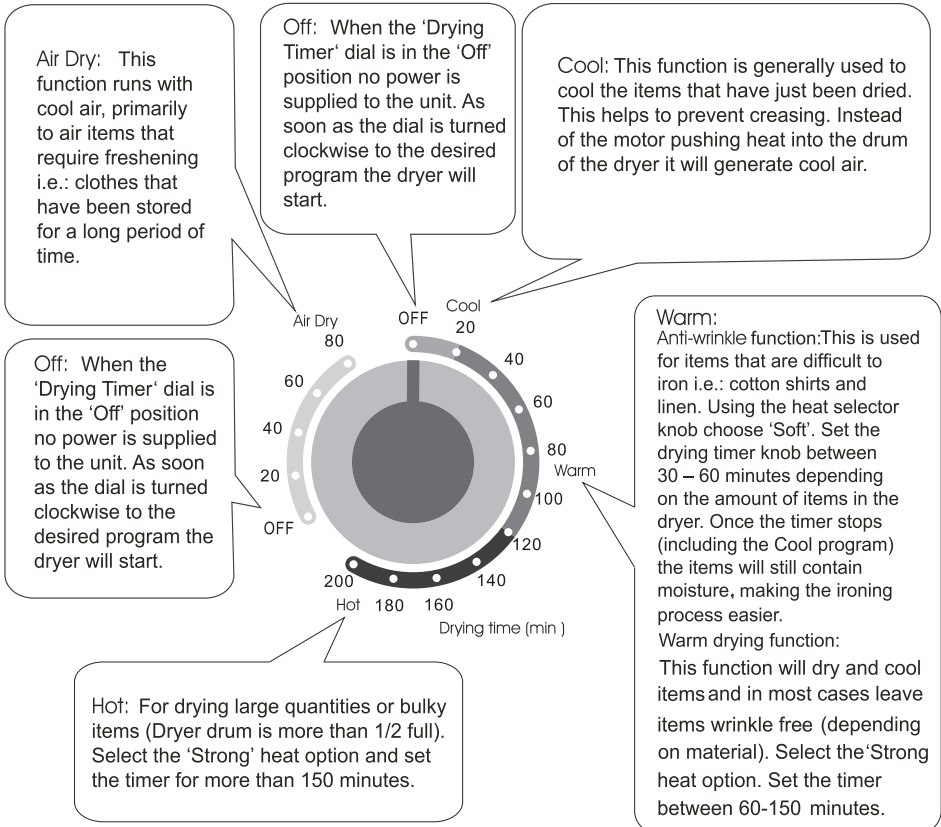 Air Dry: This
function runs with
cool air, primarily
to air items that
require freshening
i.e.: clothes that
have been stored
for a long period of
time.
Off: When the ‘Drying
Timer‘ dial is in the ‘Off’
position no power is
supplied to the unit. As
soon as the dial is turned
clockwise to the desired
program the dryer will
start.
Cool: This function is generally used to
cool the items that have just been dried.
This helps to prevent creasing. Instead
of the motor pushing heat into the drum
of the dryer it will generate cool air.
Off: When the
‘Drying Timer‘ dial is
in the ‘Off’ position
no power is supplied
to the unit. As soon
as the dial is turned
clockwise to the
desired program the
dryer will start.
Air Dry
80
60
40
20
OFF
OFF
Cool
20
40
60
80
Warm
100
120
140
160
180
200
Hot
Drying time (min )
Warm:
Anti-wrinkle function:This is used
for items that are difficult to
iron i.e.: cotton shirts and
linen. Using the heat selector
knob choose ‘Soft’. Set the
drying timer knob between
30 – 60 minutes depending
on the amount of items in the
dryer. Once the timer stops
(including the Cool program)
the items will still contain
moisture, making the ironing
process easier.
Warm drying function:
This function will dry and cool
items and in most cases leave
items wrinkle free (depending
on material). Select the ‘Strong
heat option. Set the timer
between 60-150 minutes.
Hot: For drying large quantities or bulky
items (Dryer drum is more than 1/2 full).
Select the ‘Strong’ heat option and set
the timer for more than 150 minutes.